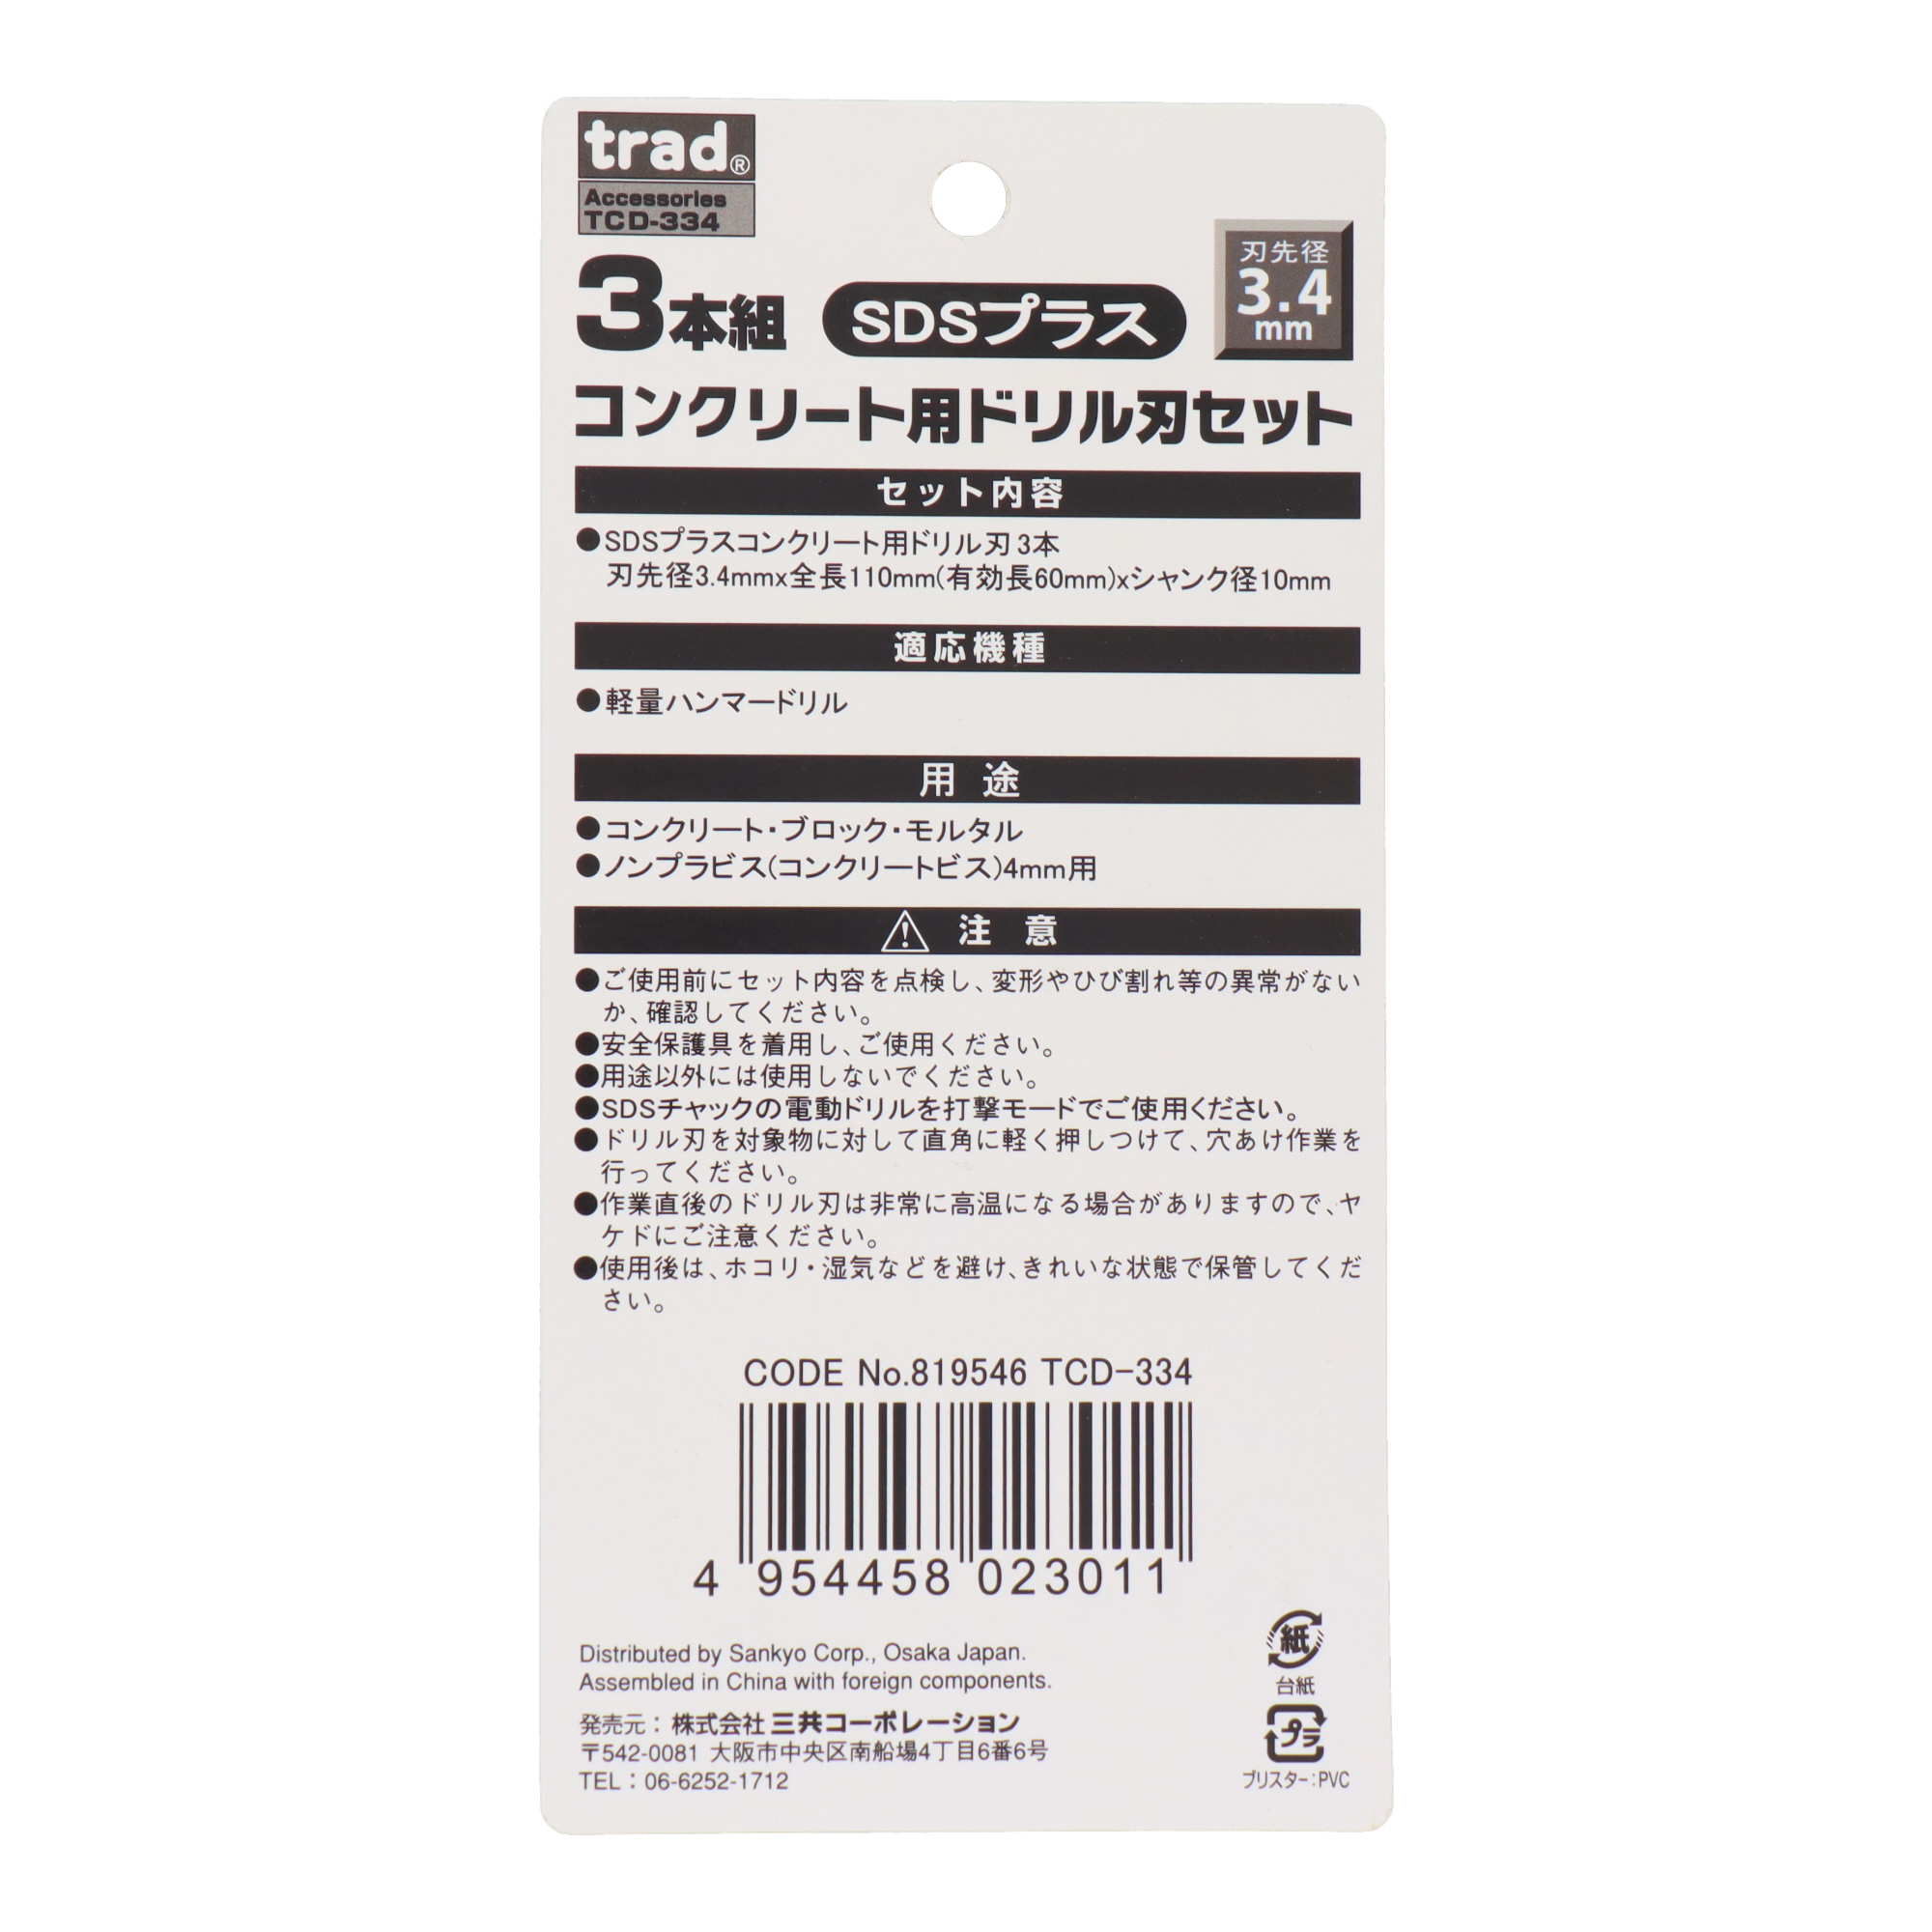 trad®
Accessories
TCD-334
刃先径
3.4
mm
3本組 SDSプラス
コンクリート用ドリル刃セット
セット内容
●SDSプラスコンクリート用ドリル刃3本
刃先径3.4mmx全長110mm(有効長60mm)xシャンク径10mm
適応機種
●軽量ハンマードリル
用途
●コンクリート・ブロック・モルタル
●ノンプラビス(コンクリートビス)4mm用
注意
●ご使用前にセット内容を点検し、変形やひび割れ等の異常がない
か、確認してください。
●安全保護具を着用し、ご使用ください。
●用途以外には使用しないでください。
●SDSチャックの電動ドリルを打撃モードでご使用ください。
●ドリル刃を対象物に対して直角に軽く押しつけて、穴あけ作業を
行ってください。
●作業直後のドリル刃は非常に高温になる場合がありますので、ヤ
ケドにご注意ください。
●使用後は、ホコリ・湿気などを避け、きれいな状態で保管してくだ
さい。
CODE No.819546 TCD-334
4 954458 023011
Distributed by Sankyo Corp., Osaka Japan.
Assembled in China with foreign components.
発売元：株式会社 三共コーポレーション
〒542-0081 大阪市中央区南船場4丁目6番6号
TEL：06-6252-1712
紙
台紙
プラ
ブリスター:PVC